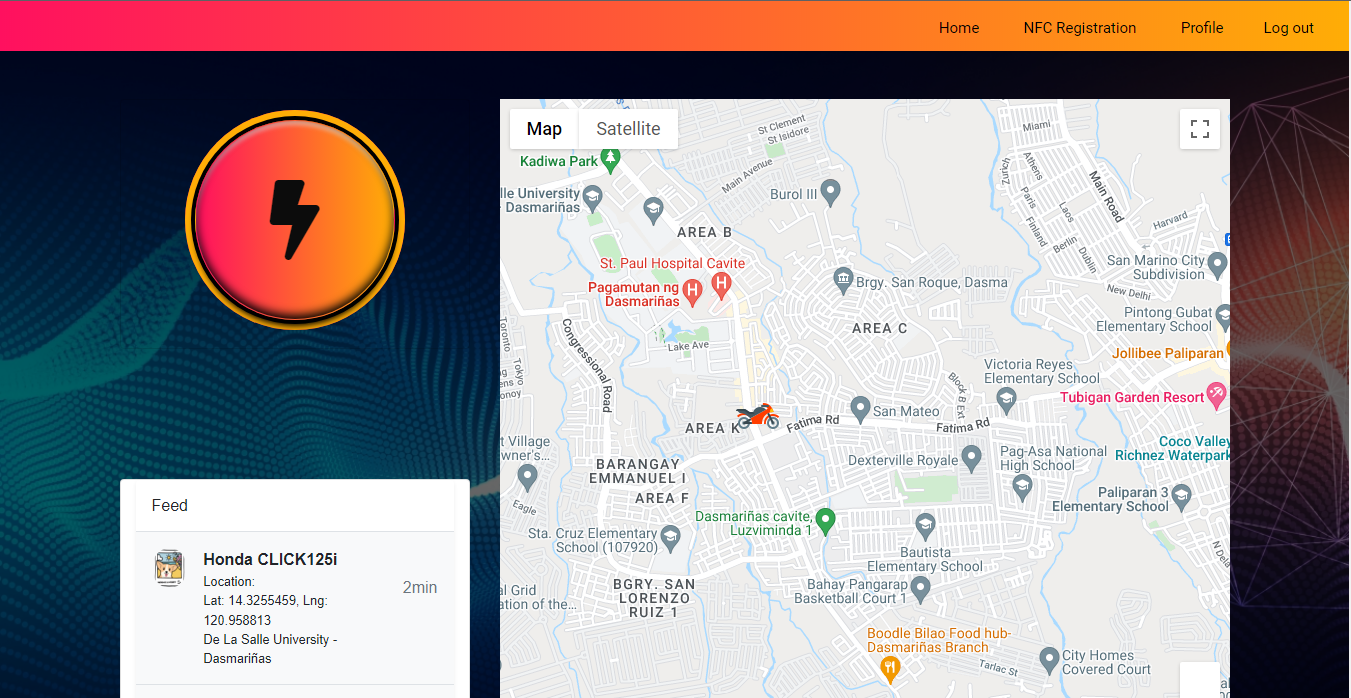 Home NFC Registration Profile Log out
Map Satellite
Feed
Honda CLICK125i
Location:
Lat: 14.3255459, Lng:
120.958813
De La Salle University -
Dasmariñas
2min
St Clement
St Isidore
Miami
Kadiwa Park
Main Avenue
Zurich
Athens
Main Road
lle University
Dasmariñas
Burol III
Paris
Laos
Harvard
Finland
Berlin
Dublin
AREA B
St. Paul Hospital Cavite
San Marino City
Subdivision
Pagamutan ng
Dasmariñas
Brgy. San Roque, Dasma
New Delhi
Pintong Gubat
Elementary School
Toronto
Congressional Road
AREA C
Lake Ave
Jollibee Paliparan
Tokyo
Victoria Reyes
Elementary School
Block B Ext
Tubigan Garden Resort
San Mateo
AREA K
Fatima Rd
Fatima Rd
t Village
wner's...
Coco Valley
Richnez Waterpark
Pag-Asa National
High School
Dexterville Royale
BARANGAY
EMMANUEL I
AREA F
Paliparan 3
Elementary School
Eagle
Dasmariñas cavite,
Luzviminda 1
Sta. Cruz Elementary
School (107920)
Bautista
Elementary School
N De
BGRY. SAN
LORENZO
RUIZ 1
al Grid
ation of the...
Bahay Pangarap
Basketball Court 1
Boodle Bilao Food hub-
Dasmariñas Branch
Tarlac St
City Homes
Covered Court